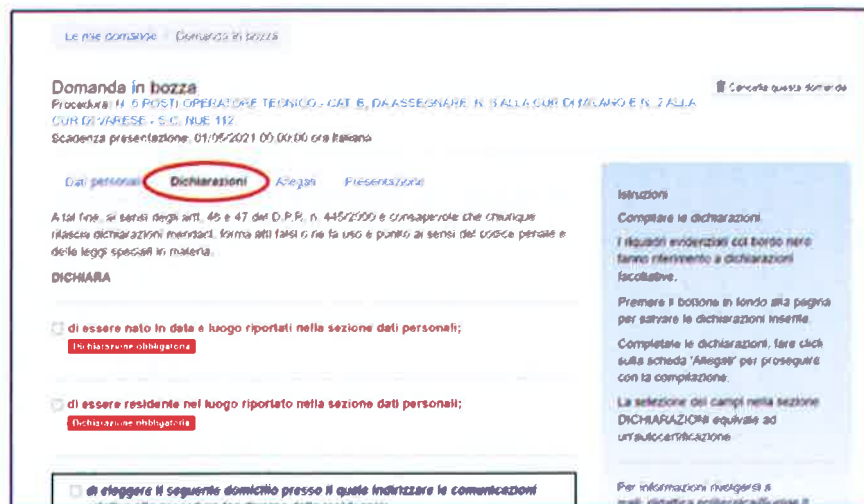 Le mie domande Domanda in bozza
Domanda in bozza
Cancella questa domanda
Procedura: N. 5 POSTI OPERATORE TECNICO - CAT. B, DA ASSEGNARE N. 3 ALLA CUR DI MILANO E N. 2 ALLA
CUR DI VARESE - S.C. NUE 112
Scadenza presentazione: 01/05/2021 00:00:00 ora italiana
Dati personali Dichiarazioni Allegati Presentazione
A tal fine, ai sensi degli artt. 46 e 47 del D.P.R. n. 445/2000 e consapevole che chiunque
rilascia dichiarazioni mendaci, forma atti falsi o ne fa uso è punito ai sensi del codice penale e
delle leggi speciali in materia.
DICHIARA
di essere nato in data e luogo riportati nella sezione dati personali;
Dichiarazione obbligatoria
di essere residente nel luogo riportato nella sezione dati personali;
Dichiarazione obbligatoria
di eleggere il seguente domicilio presso il quale indirizzare le comunicazioni
Istruzioni
Compilare le dichiarazioni.
I riquadri evidenziati col bordo nero
fanno riferimento a dichiarazioni
facoltative.
Premere il bottone in fondo alla pagina
per salvare le dichiarazioni inserite.
Completate le dichiarazioni, fare click
sulla scheda 'Allegati' per proseguire
con la compilazione.
La selezione dei campi nella sezione
DICHIARAZIONI equivale ad
un'autocertificazione
Per informazioni rivolgersi a